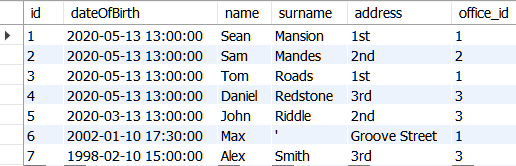 id dateOfBirth name surname address office_id
1 2020-05-13 13:00:00 Sean Mansion 1st 1
2 2020-05-13 13:00:00 Sam Mandes 2nd 2
3 2020-05-13 13:00:00 Tom Roads 1st 1
4 2020-05-13 13:00:00 Daniel Redstone 3rd 3
5 2020-03-13 13:00:00 John Riddle 2nd 3
6 2002-01-10 17:30:00 Max ' Groove Street 1
7 1998-02-10 15:00:00 Alex Smith 3rd 3